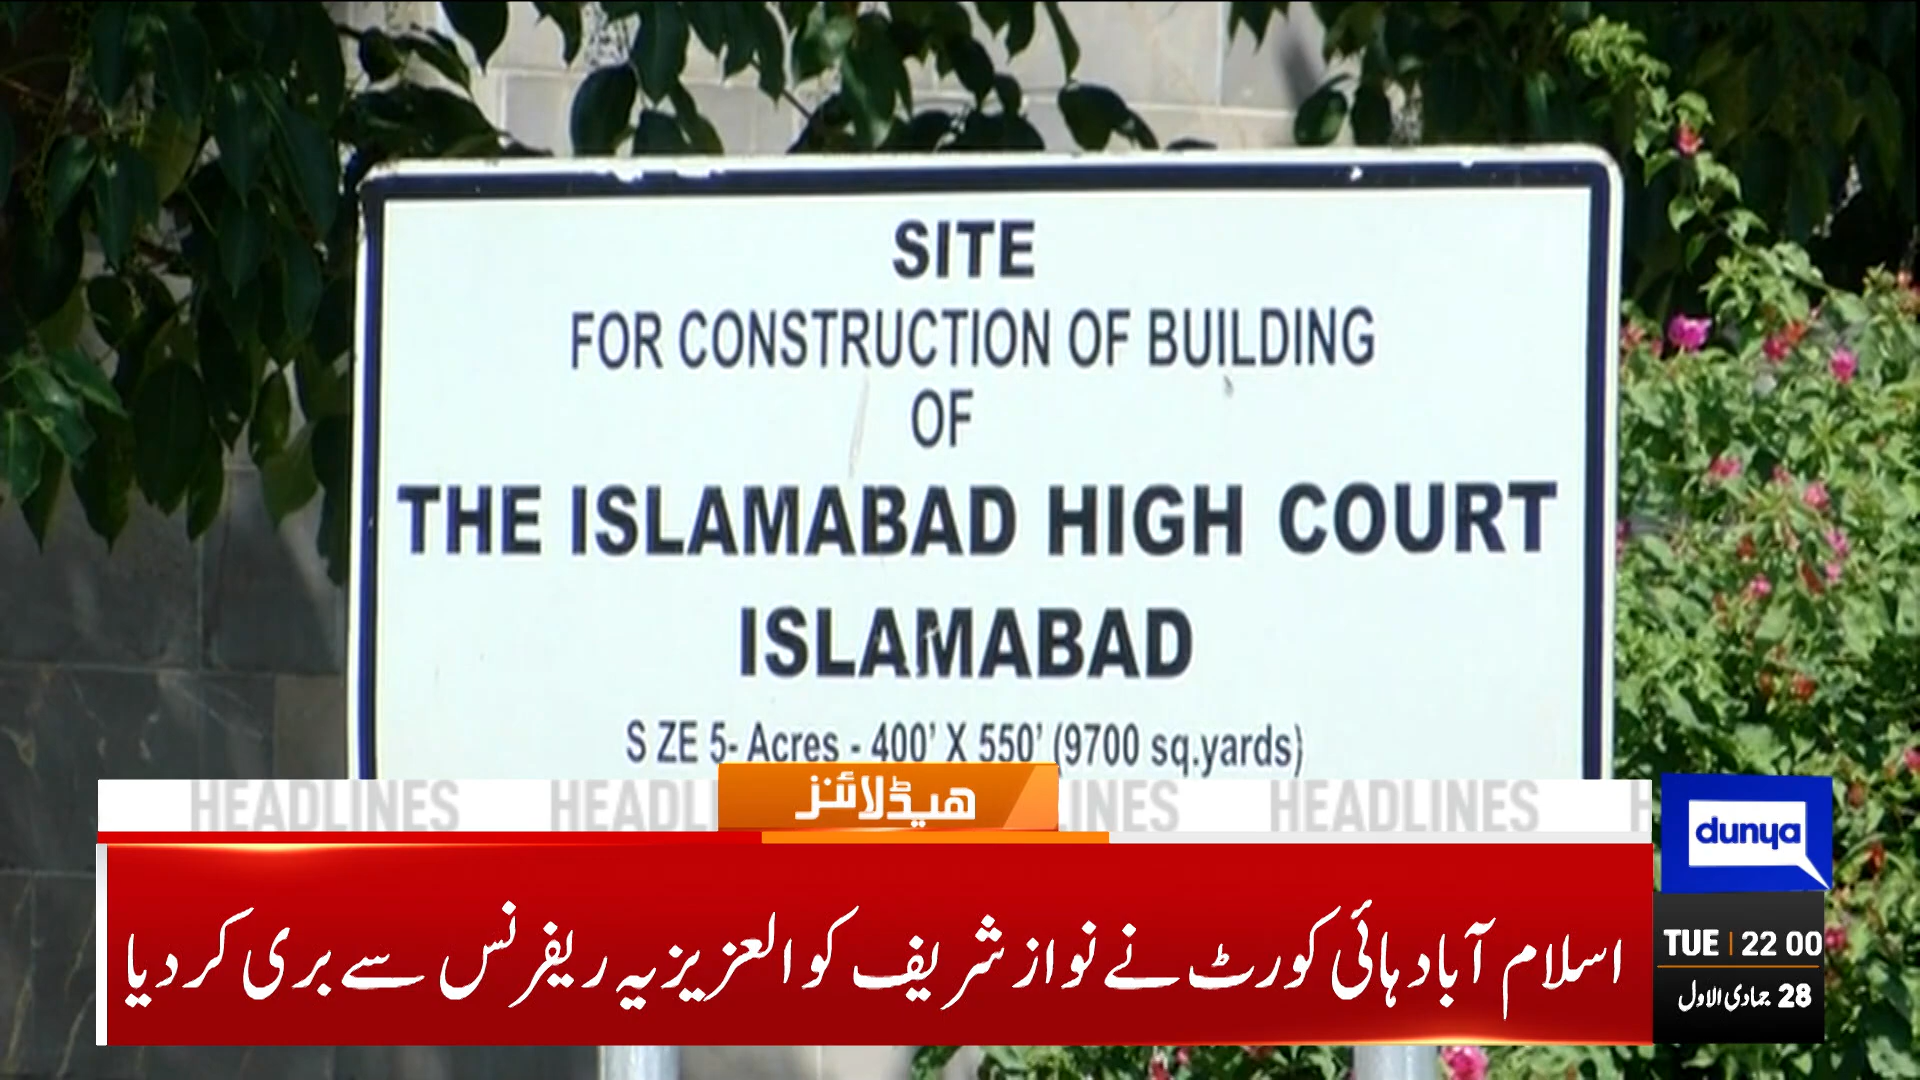 SITE
FOR CONSTRUCTION OF BUILDING
OF
THE ISLAMABAD HIGH COURT
ISLAMABAD
S ZE 5- Acres - 400' X 550' (9700 sq.yards)
HEADLINES HEADL INES HEADLINES H
ھیڈلائنز
dunya
اسلام آباد ہائی کورٹ نے نواز شریف کو العزیزیہ ریفرنس سے بری کر دیا
TUE | 22 00
28 جمادی الاول